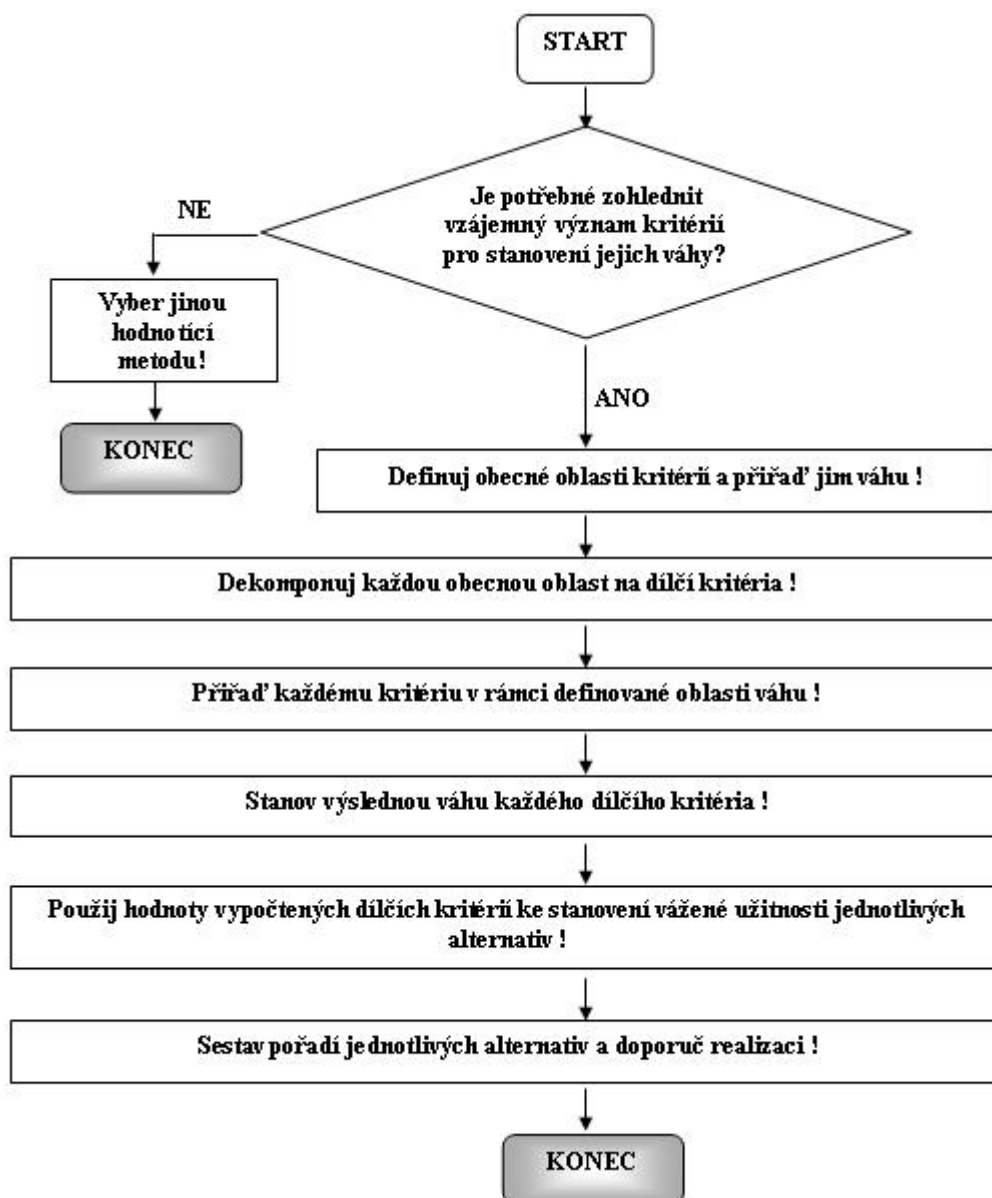 START
Je potřebné zohlednit
vzájemný význam kritérií
pro stanovení jejich váhy?
NE
Vyber jinou
hodnotící
metodu!
KONEC
ANO
Definuj obecné oblasti kritérií a přiřaď jim váhu !
Dekomponuj každou obecnou oblast na dílčí kritéria !
Přiřaď každému kritériu v rámci definované oblasti váhu !
Stanov výslednou váhu každého dílčího kritéria !
Použij hodnoty vypočtených dílčích kritérií ke stanovení vážené užitnosti jednotlivých
alternativ !
Sestav pořadí jednotlivých alternativ a doporuč realizaci !
KONEC